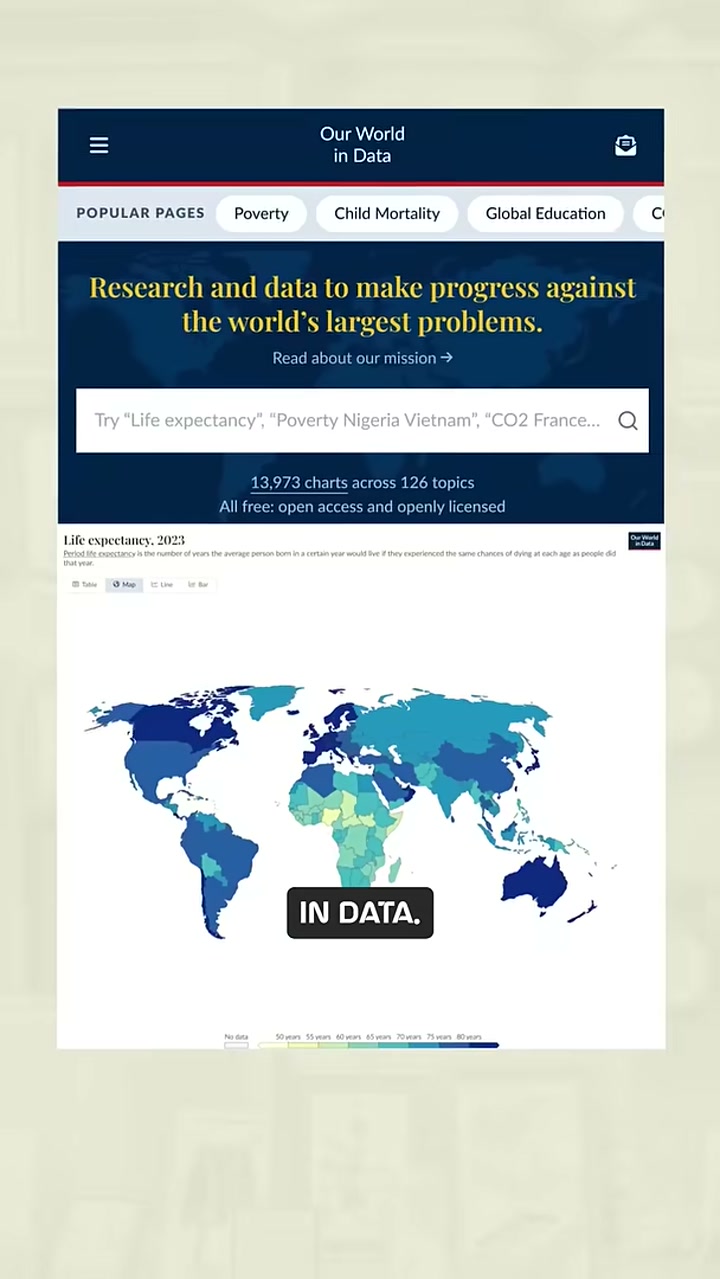 Our World
in Data
POPULAR PAGES Poverty Child Mortality Global Education
Research and data to make progress against
the world’s largest problems.
Read about our mission →
Try “Life expectancy”, “Poverty Nigeria Vietnam”, “CO2 France...
13,973 charts across 126 topics
All free: open access and openly licensed
Life expectancy, 2023
Our World
in Data
Period life expectancy is the number of years the average person born in a certain year would live if they experienced the same chances of dying at each age as people did
that year.
Table Map Line Bar
IN DATA.
No data 50 years 55 years 60 years 65 years 70 years 75 years 80 years